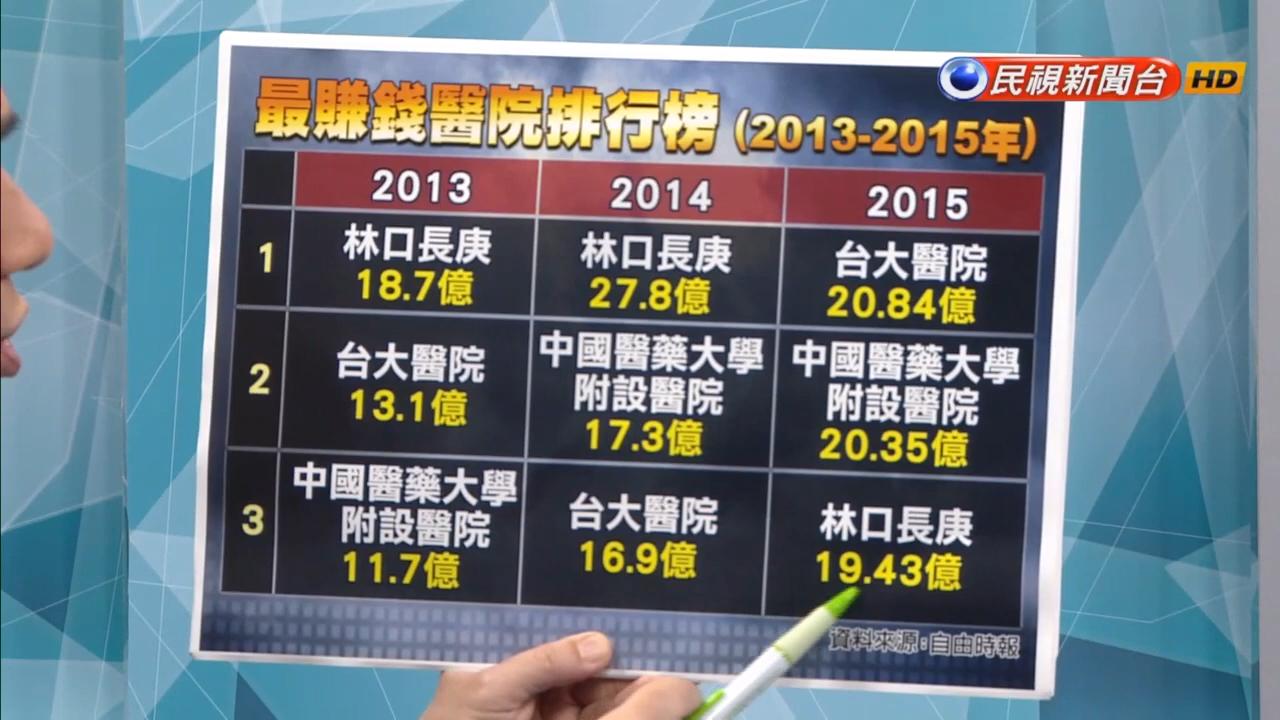 民視新聞台 HD
最賺錢醫院排行榜 (2013-2015年)
2013 2014 2015
1
林口長庚
18.7億
林口長庚
27.8億
台大醫院
20.84億
2
台大醫院
13.1億
中國醫藥大學
附設醫院
17.3億
中國醫藥大學
附設醫院
20.35億
3
中國醫藥大學
附設醫院
11.7億
台大醫院
16.9億
林口長庚
19.43億
資料來源:自由時報